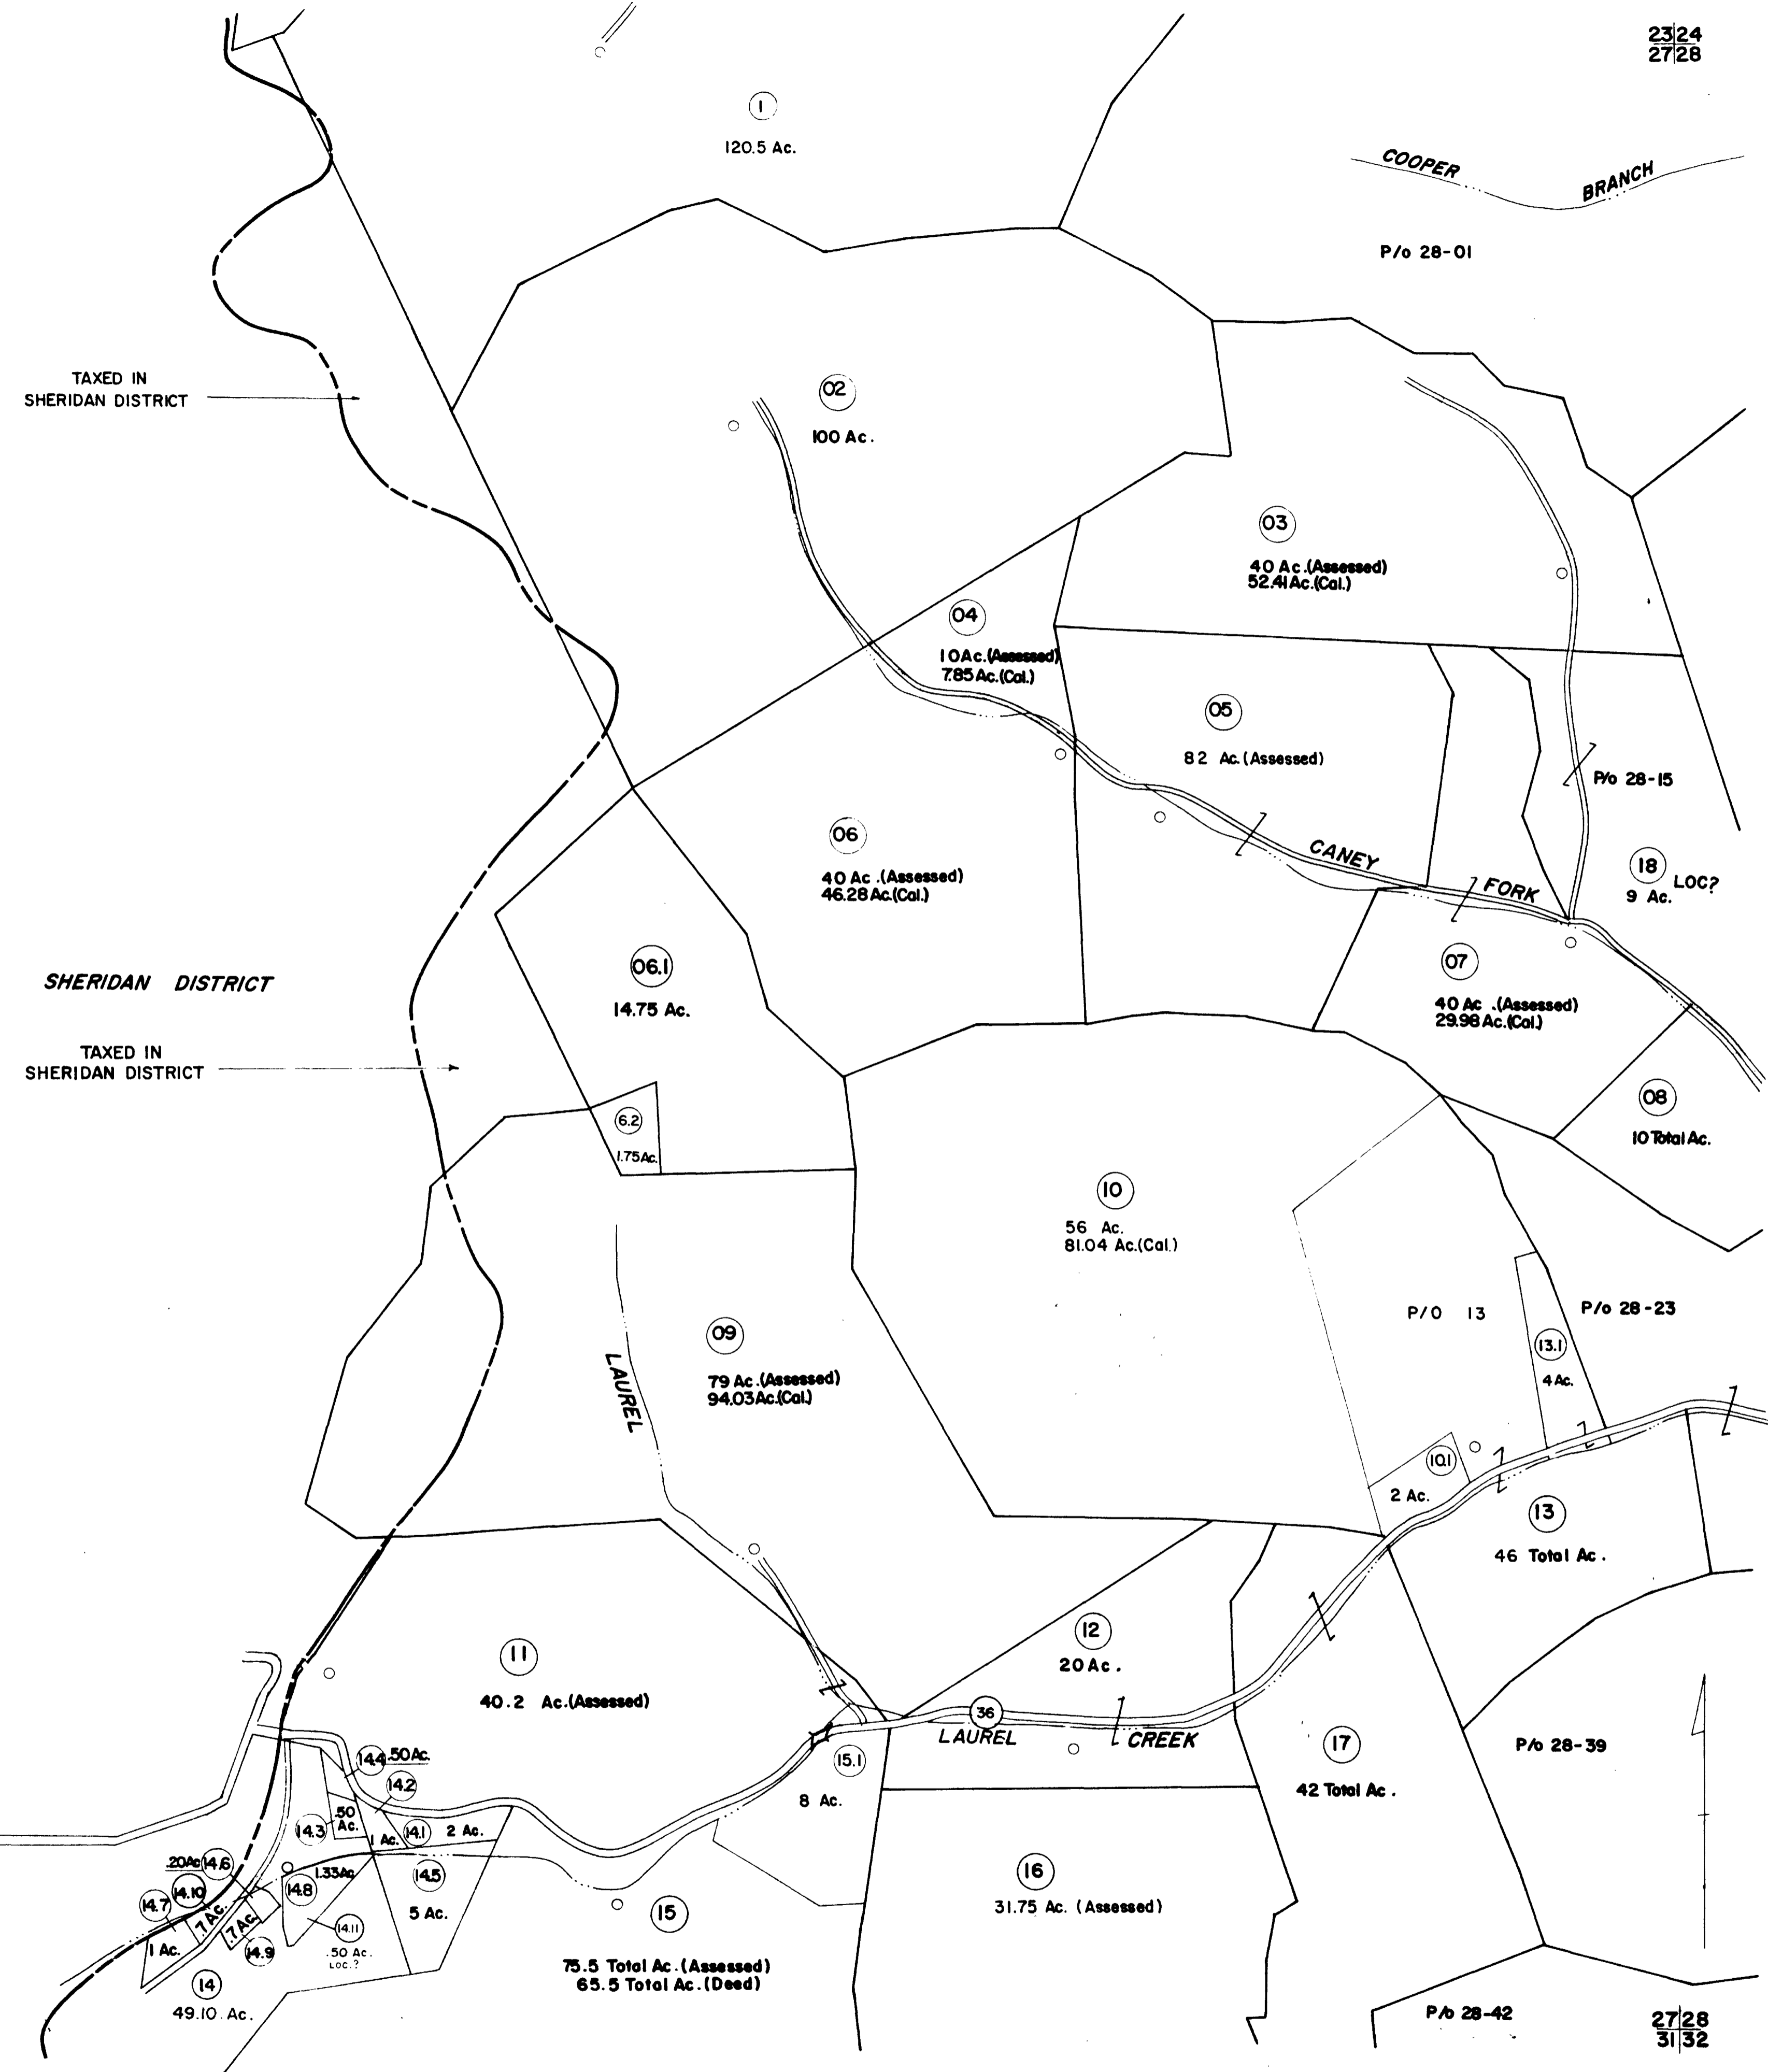 23 24
27 28
1
120.5 Ac.
COOPER BRANCH
P/o 28-01
TAXED IN
SHERIDAN DISTRICT
02
100 Ac.
03
40 Ac.(Assessed)
52.41 Ac.(Cal.)
04
10 Ac.(Assessed)
7.85 Ac.(Cal.)
05
82 Ac.(Assessed)
P/o 28-15
06
40 Ac.(Assessed)
46.28 Ac.(Cal.)
CANEY FORK
18 LOC?
9 Ac.
06.1
14.75 Ac.
07
40 Ac.(Assessed)
29.98 Ac.(Cal.)
SHERIDAN DISTRICT
TAXED IN
SHERIDAN DISTRICT
08
10 Total Ac.
6.2
1.75 Ac.
10
56 Ac.
81.04 Ac.(Cal.)
P/O 13
P/o 28-23
09
79 Ac.(Assessed)
94.03 Ac.(Cal.)
LAUREL
13.1
4 Ac.
10.1
2 Ac.
13
46 Total Ac.
11
40.2 Ac.(Assessed)
12
20 Ac.
36
LAUREL CREEK
17
42 Total Ac.
P/o 28-39
14.4 .50 Ac.
14.2
15.1
8 Ac.
14.3
.50
Ac.
1 Ac.
14.1
2 Ac.
.20 Ac
14.6
1.33 Ac
14.5
5 Ac.
14.10
14.8
14.7
.7 Ac.
.7 Ac.
14.9
1 Ac.
14.11
.50 Ac.
LOC.?
14
49.10 Ac.
15
75.5 Total Ac.(Assessed)
65.5 Total Ac.(Deed)
16
31.75 Ac. (Assessed)
P/o 28-42
27 28
31 32